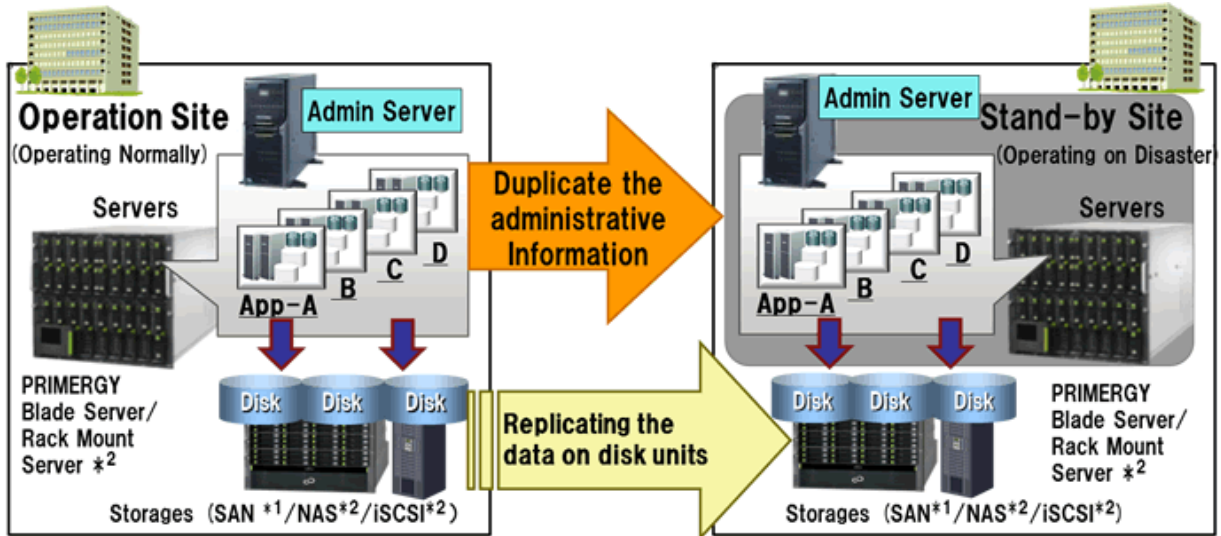 Operation Site
(Operating Normally)
Admin Server
Servers
App-A
B
C
D
PRIMERGY
Blade Server/
Rack Mount
Server *2
Disk
Disk
Disk
Storages (SAN *1/NAS*2/iSCSI*2)
Duplicate the
administrative
Information
Replicating the
data on disk units
Admin Server
Stand-by Site
(Operating on Disaster)
Servers
App-A
B
C
D
Disk
Disk
Disk
PRIMERGY
Blade Server/
Rack Mount
Server *2
Storages (SAN*1/NAS*2/iSCSI*2)